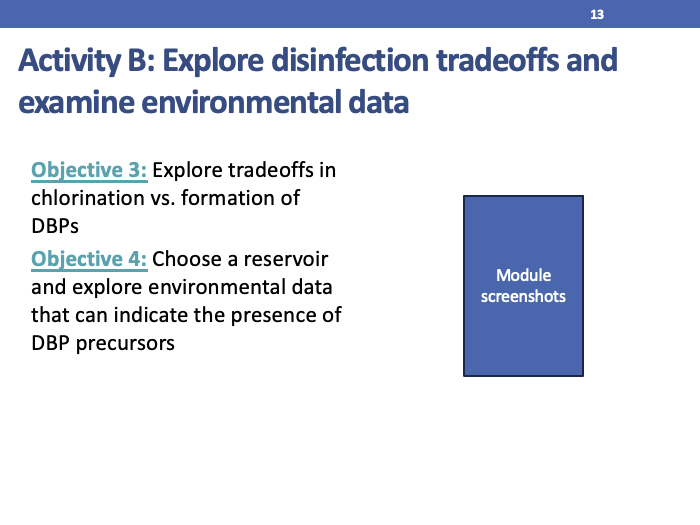 13
Activity B: Explore disinfection tradeoffs and
examine environmental data
Objective 3: Explore tradeoffs in
chlorination vs. formation of
DBPs
Objective 4: Choose a reservoir
and explore environmental data
that can indicate the presence of
DBP precursors
Module
screenshots